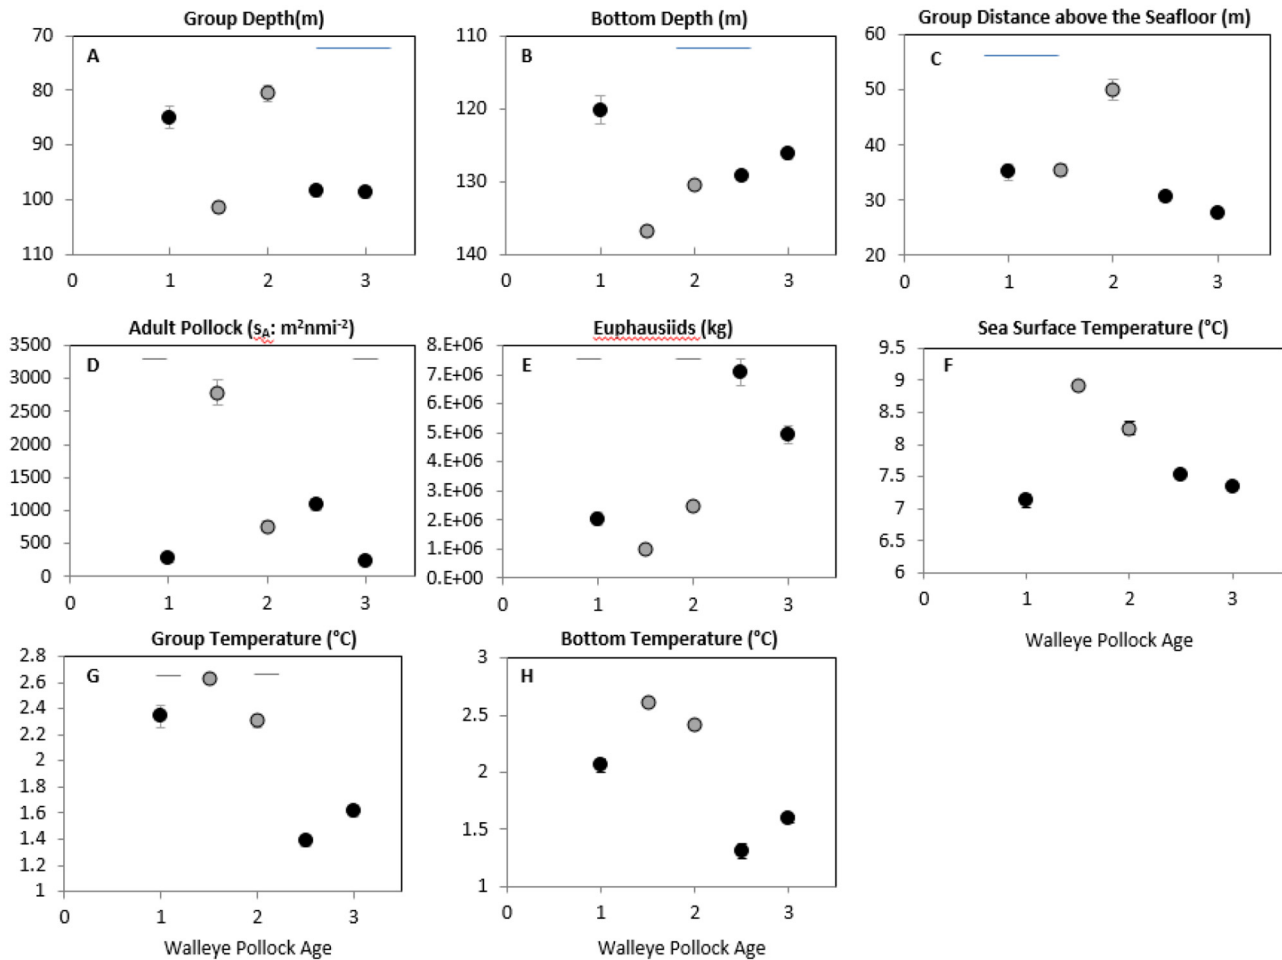 Group Depth(m)
A
70
80
90
100
110
0 1 2 3
Bottom Depth (m)
B
110
120
130
140
0 1 2 3
Group Distance above the Seafloor (m)
C
60
50
40
30
20
0 1 2 3
Adult Pollock (sA: m²nmi⁻²)
D
3500
3000
2500
2000
1500
1000
500
0
0 1 2 3
Euphausiids (kg)
E
8.E+06
7.E+06
6.E+06
5.E+06
4.E+06
3.E+06
2.E+06
1.E+06
0.E+00
0 1 2 3
Sea Surface Temperature (°C)
F
9.5
9
8.5
8
7.5
7
6.5
6
0 1 2 3
Walleye Pollock Age
Group Temperature (°C)
G
2.8
2.6
2.4
2.2
2
1.8
1.6
1.4
1.2
1
0 1 2 3
Walleye Pollock Age
Bottom Temperature (°C)
H
3
2.5
2
1.5
1
0 1 2 3
Walleye Pollock Age